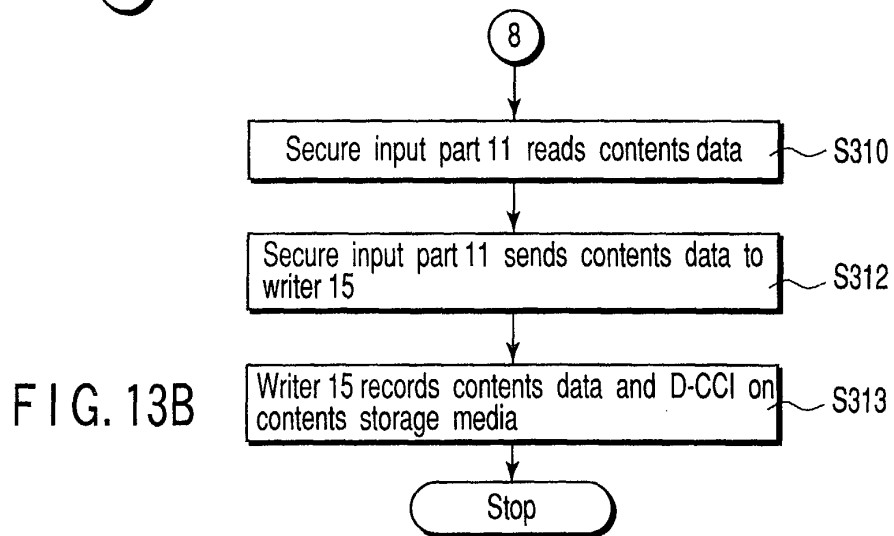 8
Secure input part 11 reads contents data
S310
Secure input part 11 sends contents data to
writer 15
S312
Writer 15 records contents data and D-CCI on
contents storage media
S313
FIG. 13B
Stop